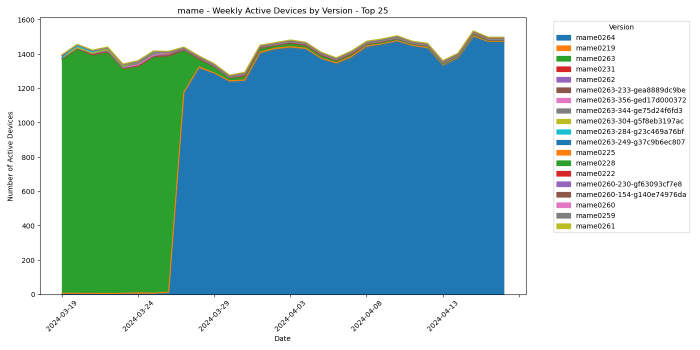 mame - Weekly Active Devices by Version - Top 25
1600
1400
1200
1000
800
600
400
200
0
Number of Active Devices
2024-03-19
2024-03-24
2024-03-29
2024-04-03
2024-04-08
2024-04-13
Date
Version
mame0264
mame0219
mame0263
mame0231
mame0262
mame0263-233-gea8889dc9be
mame0263-356-ged17d000372
mame0263-344-ge75d24f6fd3
mame0263-304-g5f8eb3197ac
mame0263-284-g23c469a76bf
mame0263-249-g37c9b6ec807
mame0225
mame0228
mame0222
mame0260-230-gf63093cf7e8
mame0260-154-g140e74976da
mame0260
mame0259
mame0261